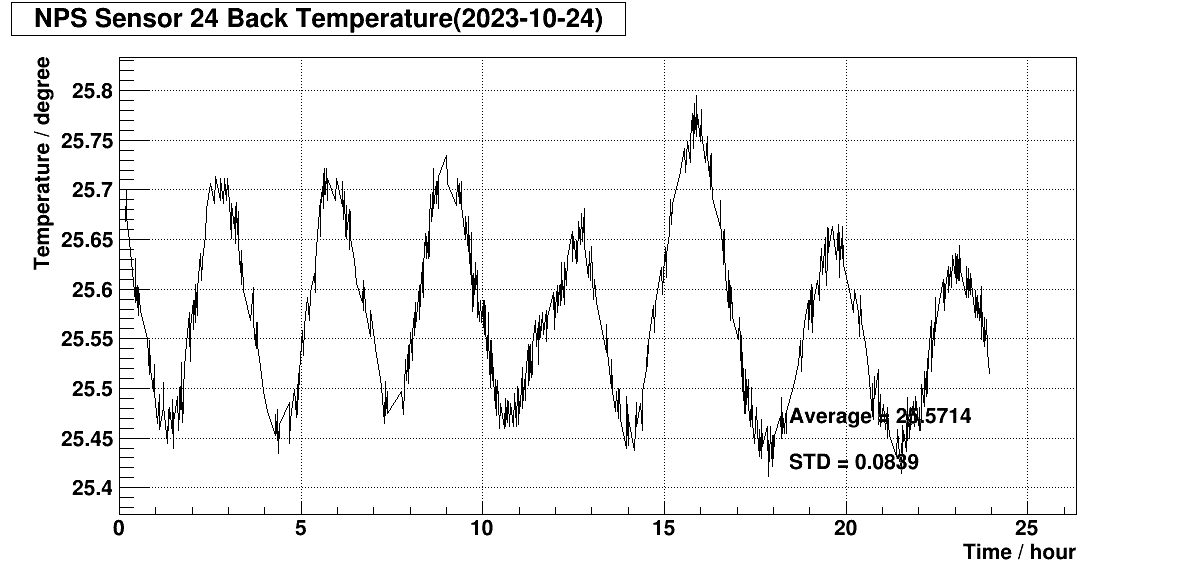 NPS Sensor 24 Back Temperature(2023-10-24)
Temperature / degree
25.8
25.75
25.7
25.65
25.6
25.55
25.5
25.45
25.4
Average = 25.5714
STD = 0.0839
0 5 10 15 20 25
Time / hour